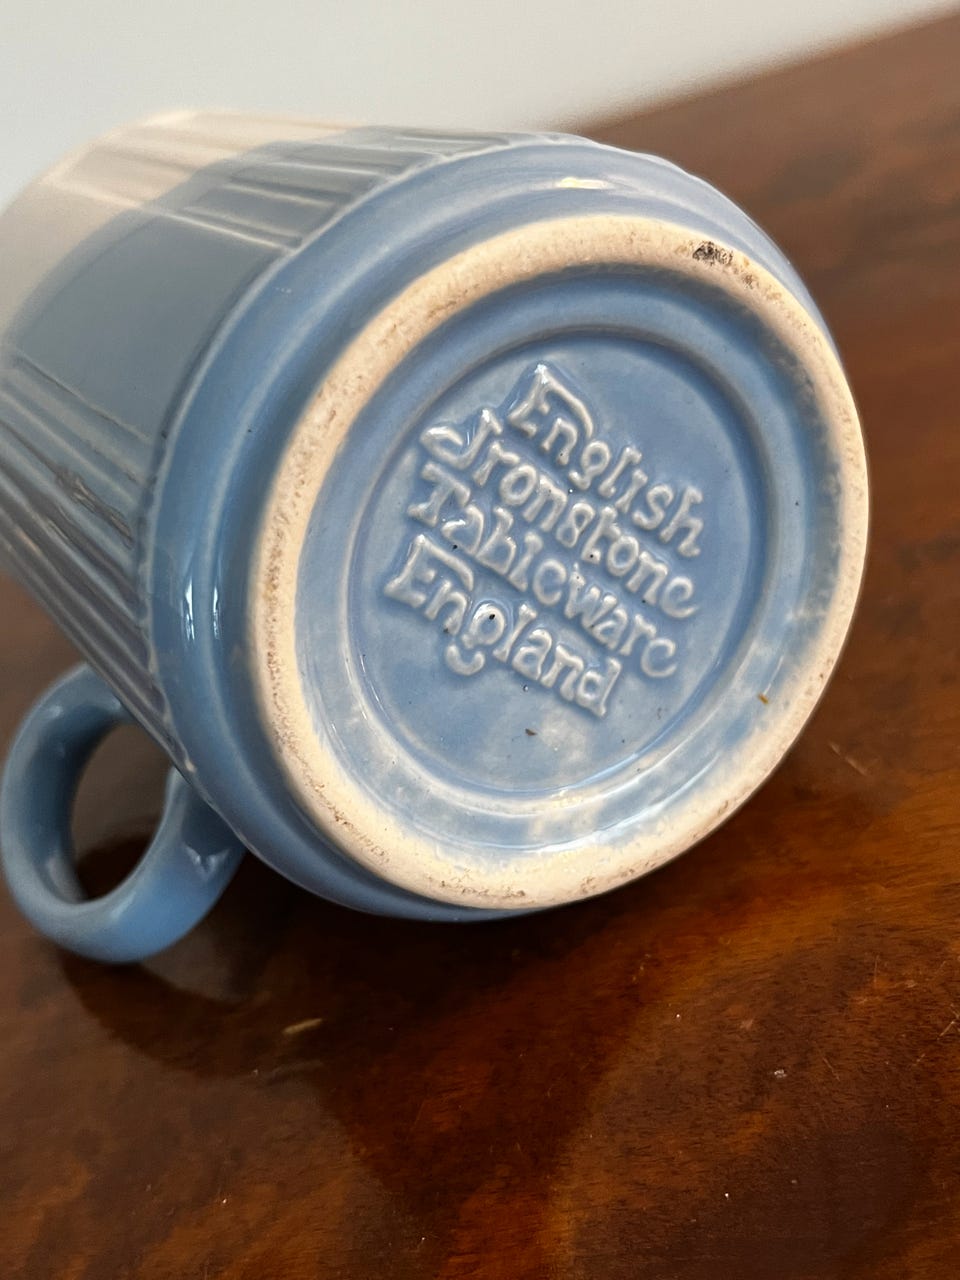 English
Ironstone
Tableware
England